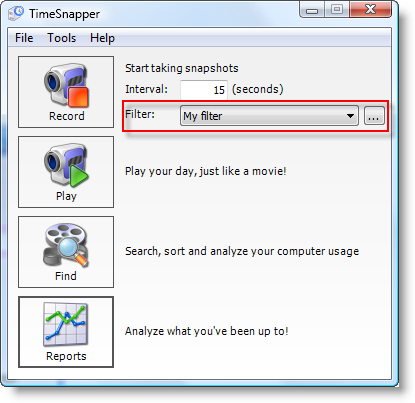 TimeSnapper
File Tools Help
Start taking snapshots
Interval: 15 (seconds)
Record
Filter: My filter ...
Play your day, just like a movie!
Play
Search, sort and analyze your computer usage
Find
Analyze what you've been up to!
Reports